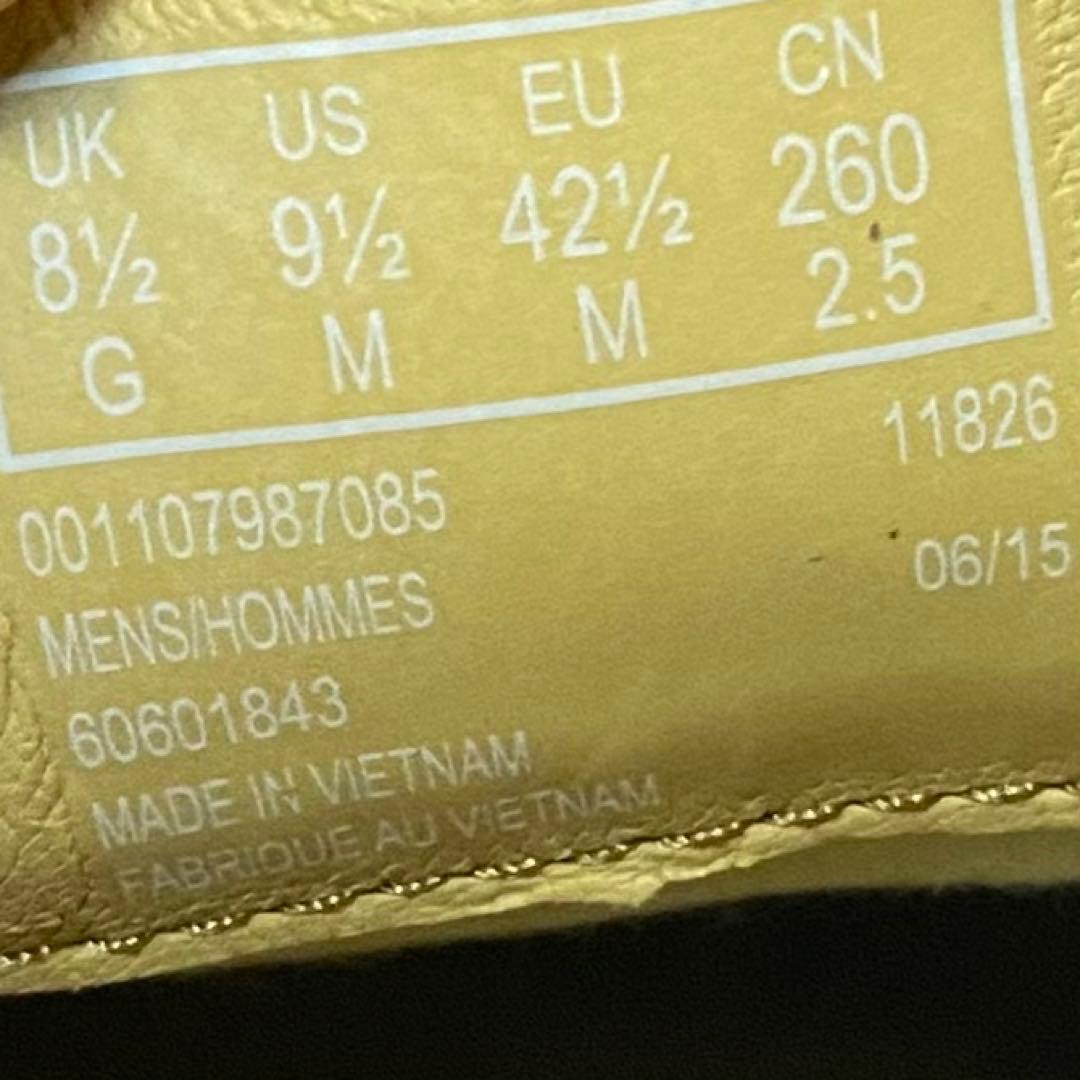 UK US EU CN
8½ 9½ 42½ 260
G M M 2.5
11826
001107987085
06/15
MENS/HOMMES
60601843
MADE IN VIETNAM
FABRIQUE AU VIETNAM